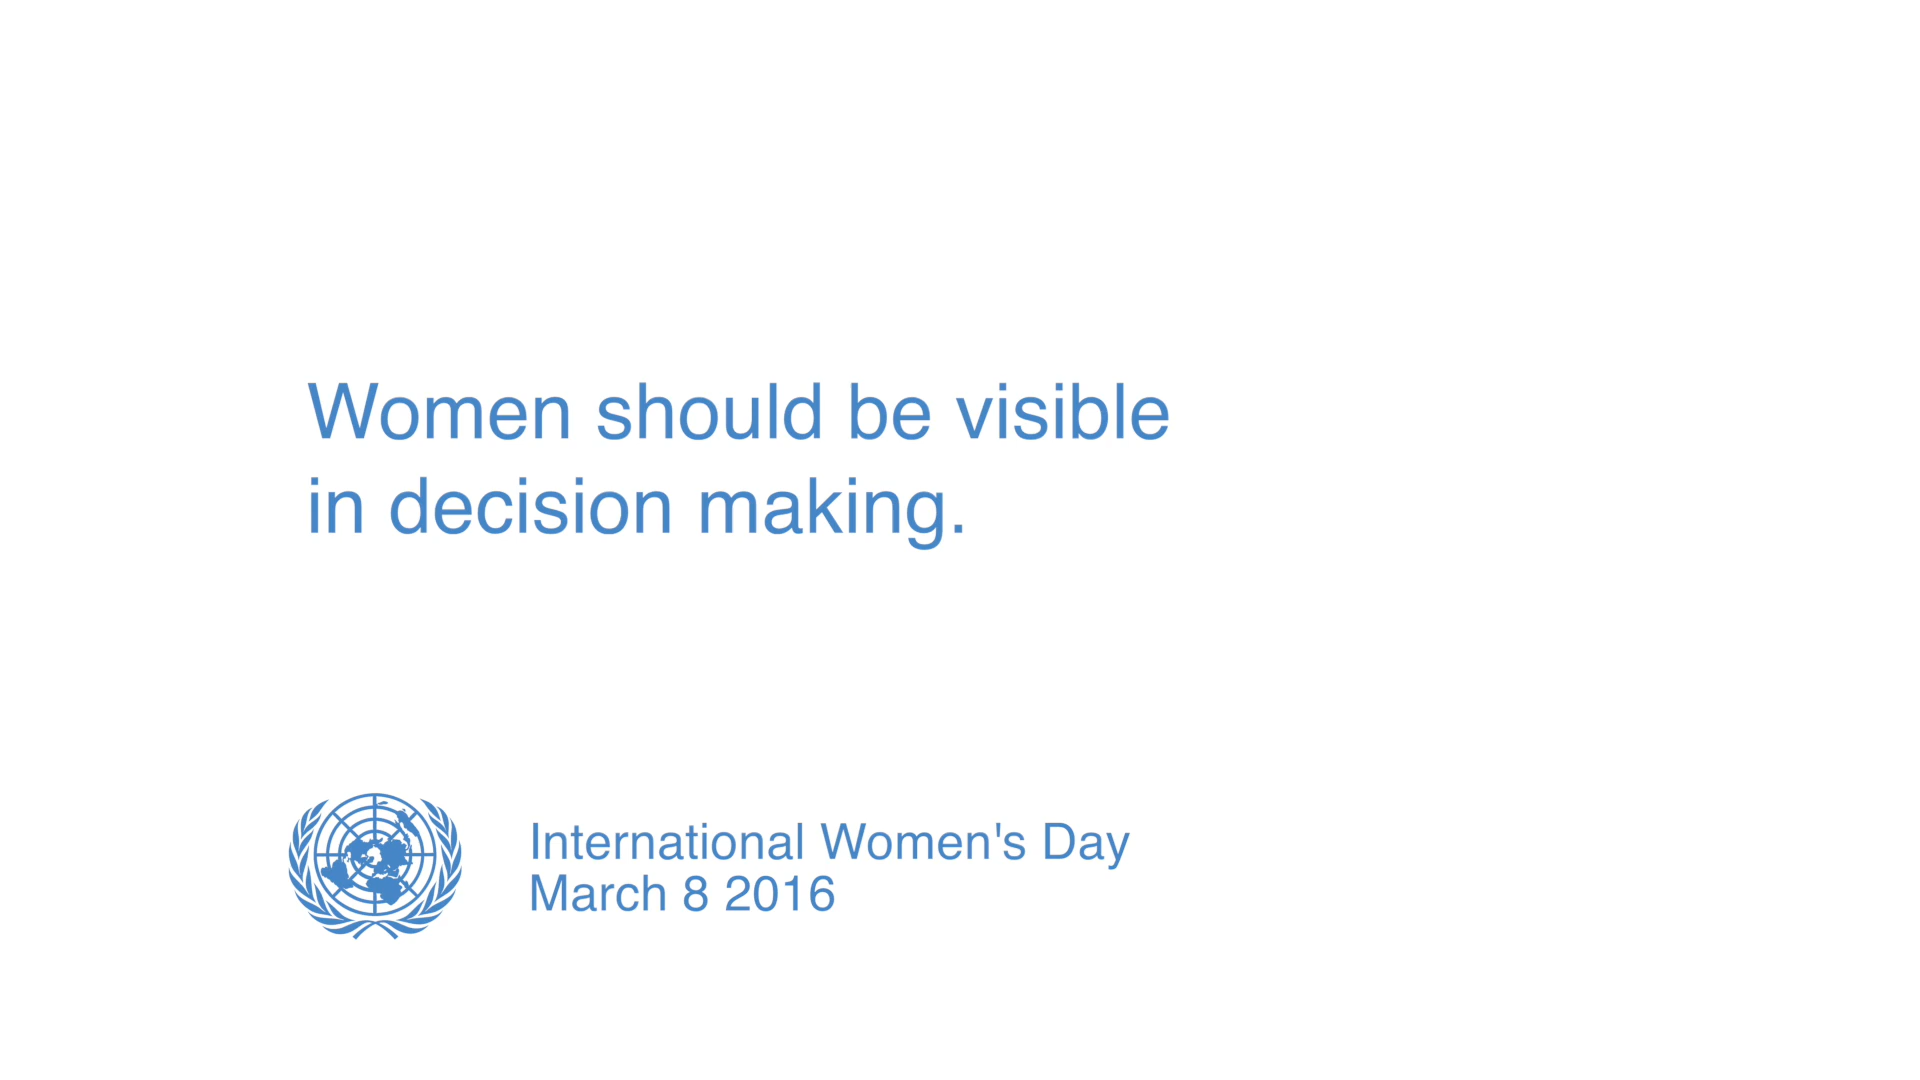 Women should be visible
in decision making.
International Women's Day
March 8 2016